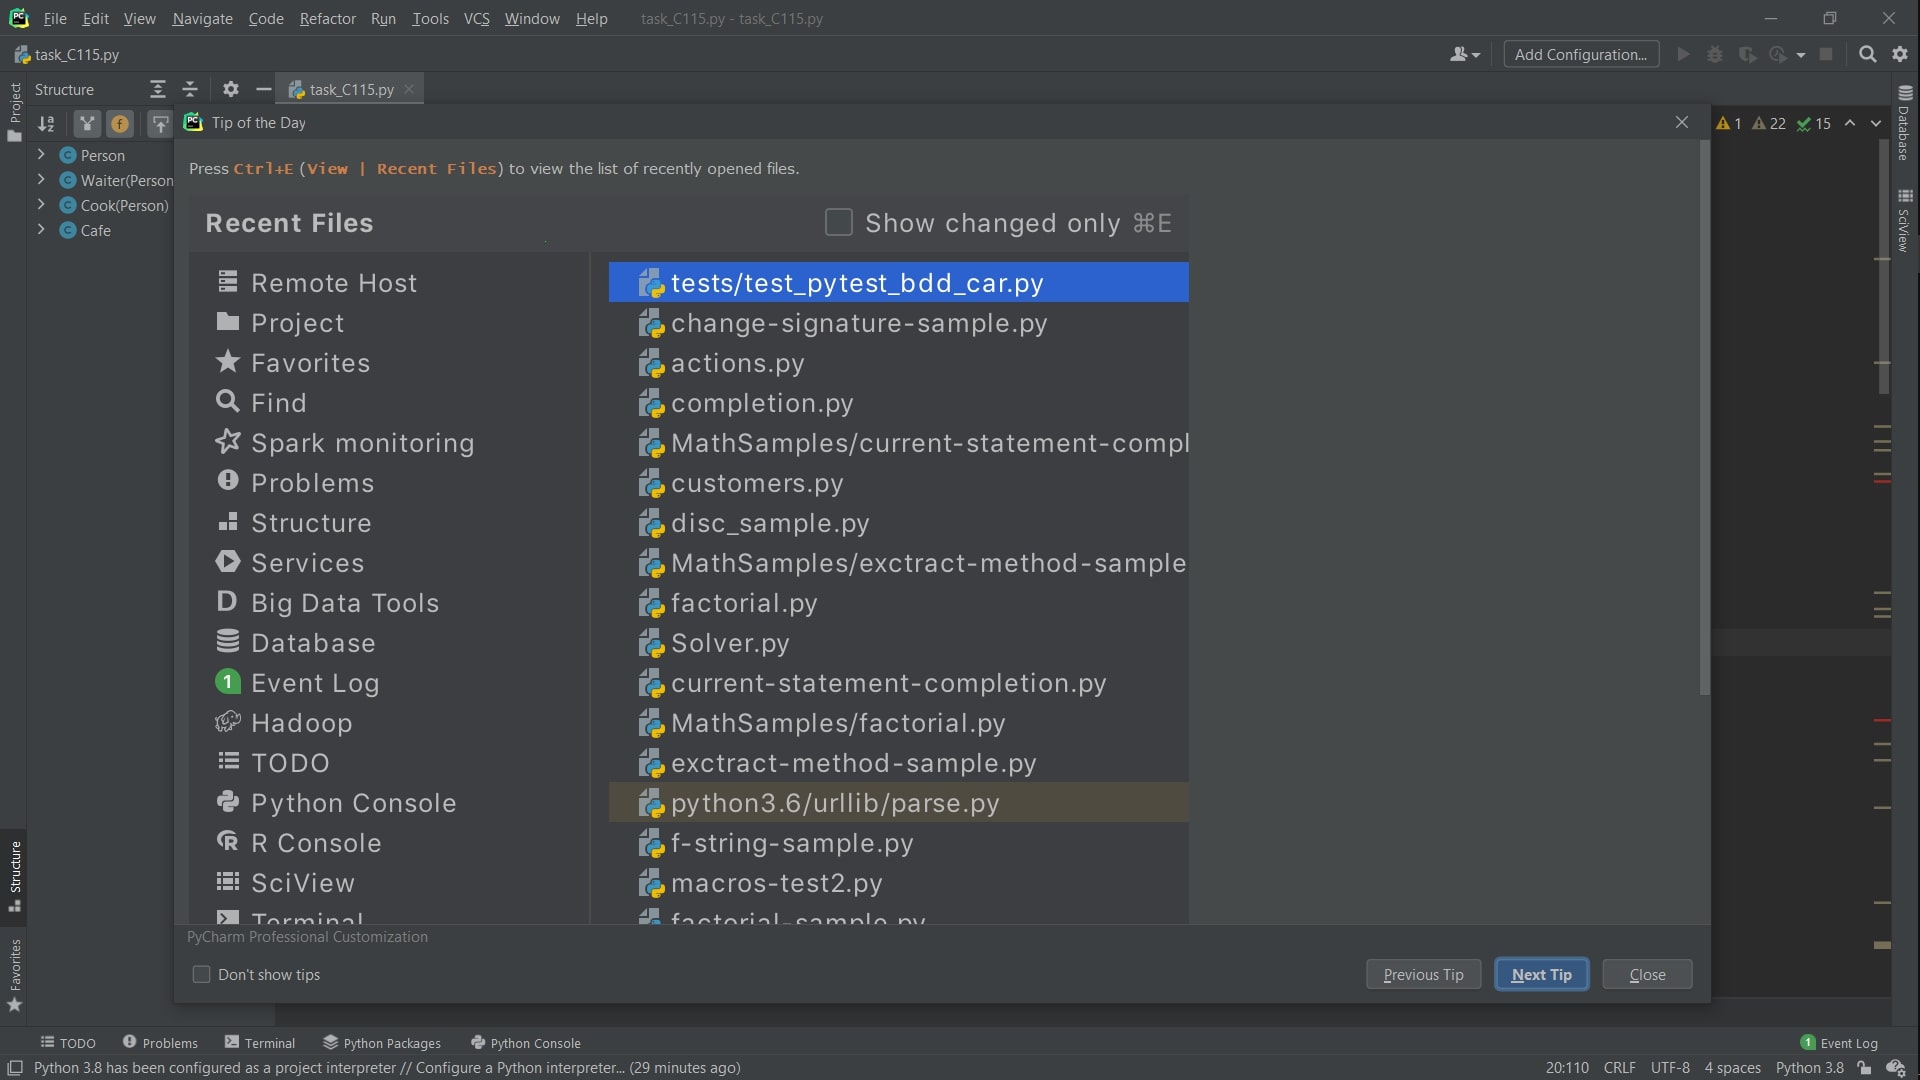 File Edit View Navigate Code Refactor Run Tools VCS Window Help task_C115.py - task_C115.py
task_C115.py Add Configuration...
Project
Structure task_C115.py
Tip of the Day 1 22 15
Database
Person
Waiter(Person
Cook(Person)
Cafe
SciView
Press Ctrl+E (View | Recent Files) to view the list of recently opened files.
Recent Files Show changed only ⌘E
Remote Host
Project
Favorites
Find
Spark monitoring
Problems
Structure
Services
Big Data Tools
Database
1 Event Log
Hadoop
TODO
Python Console
R Console
SciView
Terminal
tests/test_pytest_bdd_car.py
change-signature-sample.py
actions.py
completion.py
MathSamples/current-statement-compl
customers.py
disc_sample.py
MathSamples/exctract-method-sample
factorial.py
Solver.py
current-statement-completion.py
MathSamples/factorial.py
exctract-method-sample.py
python3.6/urllib/parse.py
f-string-sample.py
macros-test2.py
factorial-sample.py
PyCharm Professional Customization
Don't show tips Previous Tip Next Tip Close
Structure
Favorites
TODO Problems Terminal Python Packages Python Console 1 Event Log
Python 3.8 has been configured as a project interpreter // Configure a Python interpreter... (29 minutes ago) 20:110 CRLF UTF-8 4 spaces Python 3.8